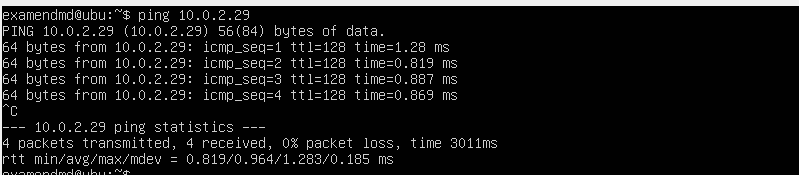 examendmd@ubu:~$ ping 10.0.2.29
PING 10.0.2.29 (10.0.2.29) 56(84) bytes of data.
64 bytes from 10.0.2.29: icmp_seq=1 ttl=128 time=1.28 ms
64 bytes from 10.0.2.29: icmp_seq=2 ttl=128 time=0.819 ms
64 bytes from 10.0.2.29: icmp_seq=3 ttl=128 time=0.887 ms
64 bytes from 10.0.2.29: icmp_seq=4 ttl=128 time=0.869 ms
^C
--- 10.0.2.29 ping statistics ---
4 packets transmitted, 4 received, 0% packet loss, time 3011ms
rtt min/avg/max/mdev = 0.819/0.964/1.283/0.185 ms
examendmd@ubu:~$